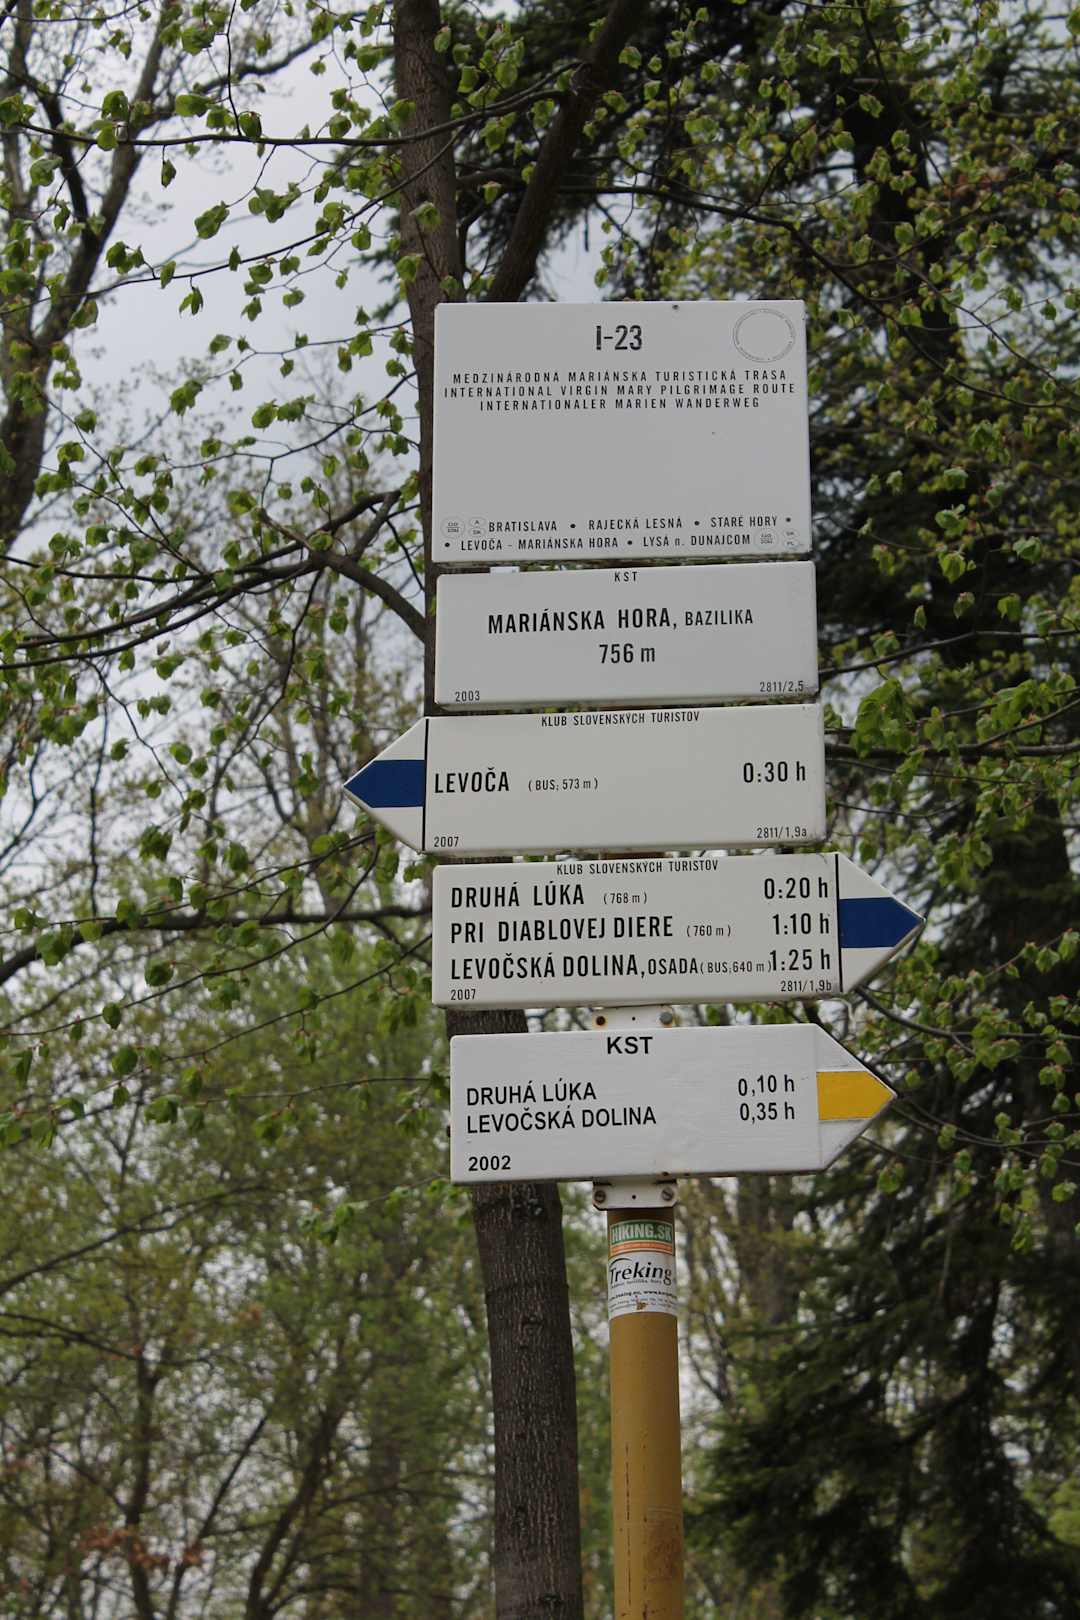 I-23
MEDZINÁRODNÁ MARIÁNSKA TURISTICKÁ TRASA
INTERNATIONAL VIRGIN MARY PILGRIMAGE ROUTE
INTERNATIONALER MARIEN WANDERWEG
BRATISLAVA • RAJECKÁ LESNÁ • STARÉ HORY •
• LEVOČA - MARIÁNSKA HORA • LYSÁ n. DUNAJCOM
KST
MARIÁNSKA HORA, BAZILIKA
756 m
2003 2811/2,5
KLUB SLOVENSKÝCH TURISTOV
LEVOČA (BUS; 573 m) 0:30 h
2007 2811/1,9a
KLUB SLOVENSKÝCH TURISTOV
DRUHÁ LÚKA (768 m) 0:20 h
PRI DIABLOVEJ DIERE (760 m) 1:10 h
LEVOČSKÁ DOLINA, OSADA (BUS; 640 m) 1:25 h
2007 2811/1,9b
KST
DRUHÁ LÚKA 0,10 h
LEVOČSKÁ DOLINA 0,35 h
2002
HIKING.SK
Treking